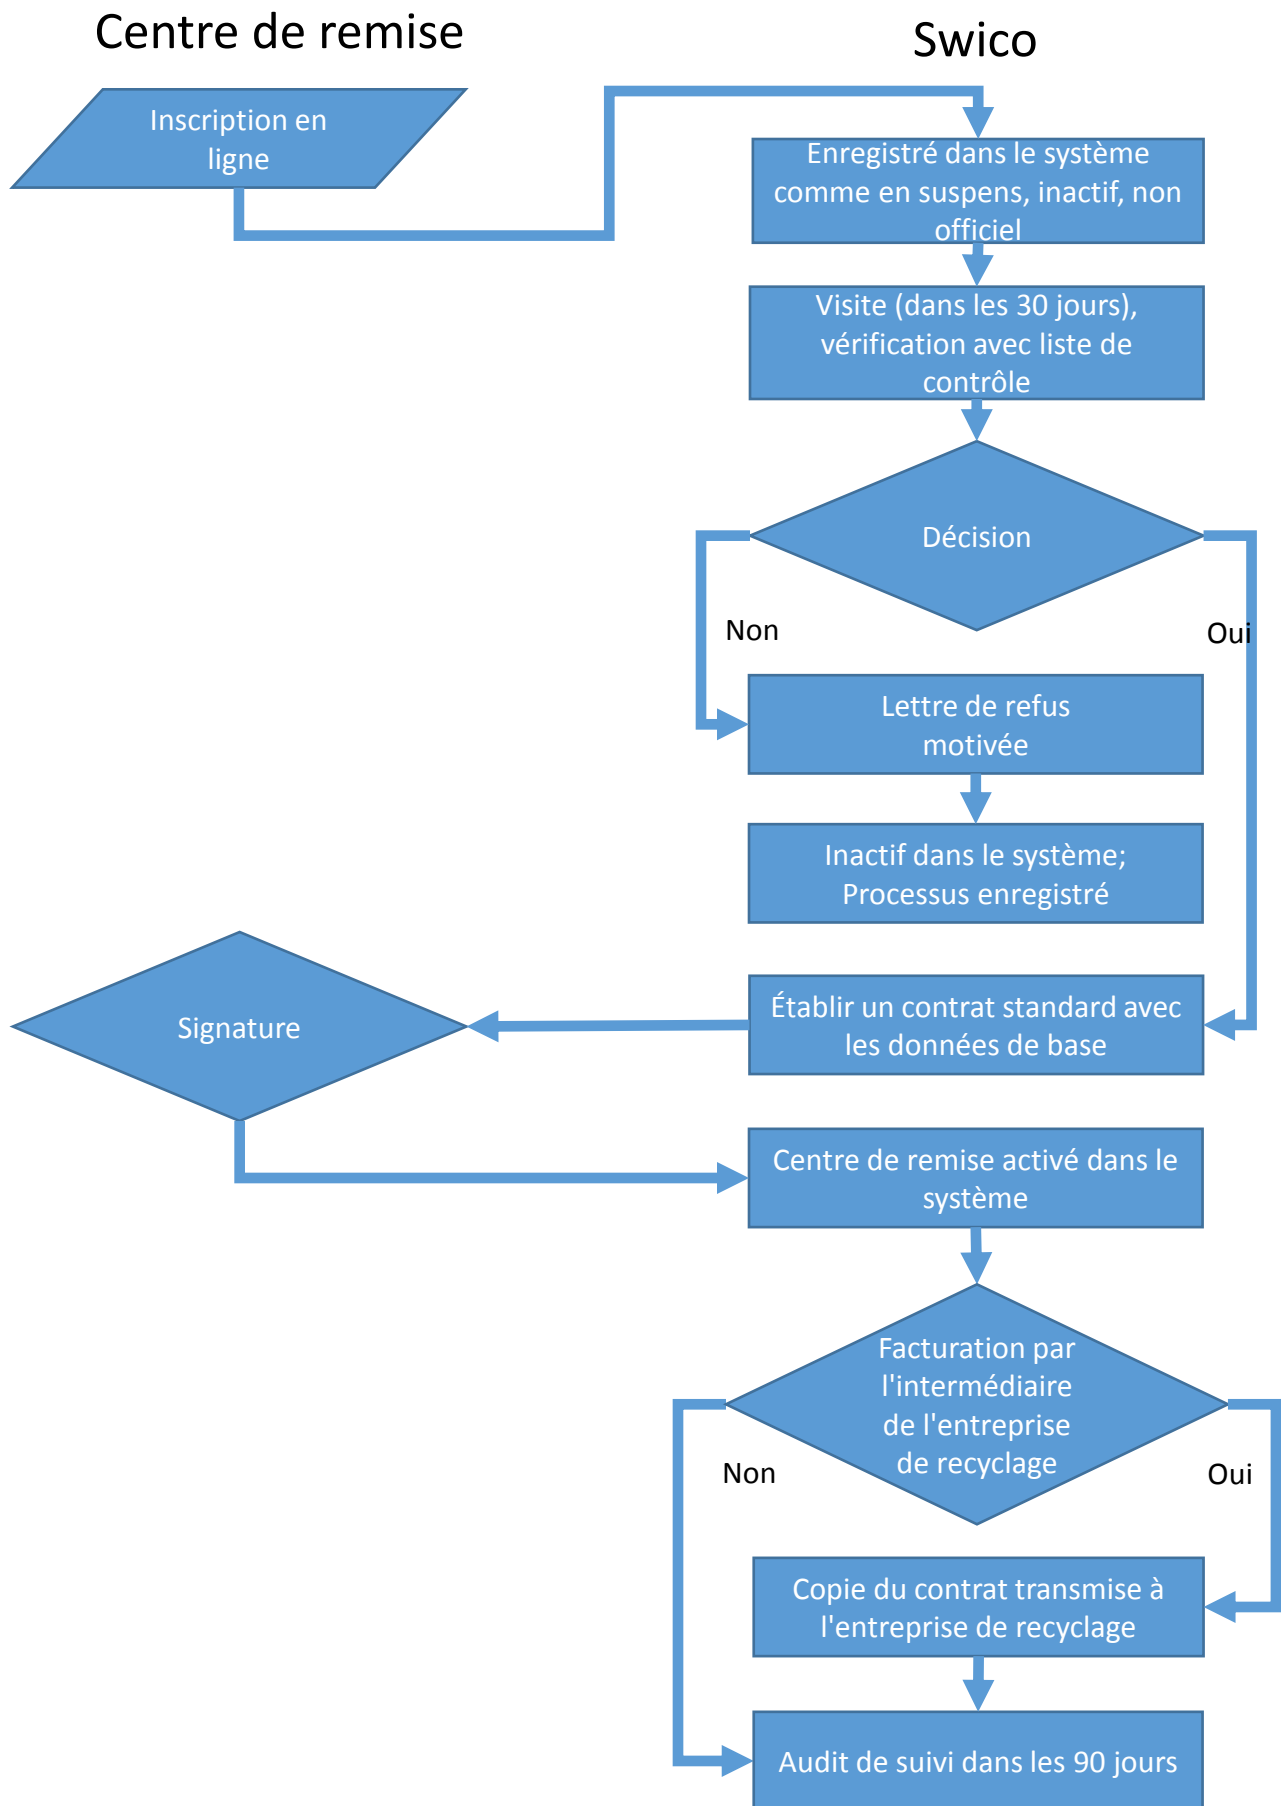 Centre de remise
Swico
Inscription en
ligne
Enregistré dans le système
comme en suspens, inactif, non
officiel
Visite (dans les 30 jours),
vérification avec liste de
contrôle
Décision
Non
Oui
Lettre de refus
motivée
Inactif dans le système;
Processus enregistré
Établir un contrat standard avec
les données de base
Signature
Centre de remise activé dans le
système
Facturation par
l'intermédiaire
de l'entreprise
de recyclage
Non
Oui
Copie du contrat transmise à
l'entreprise de recyclage
Audit de suivi dans les 90 jours